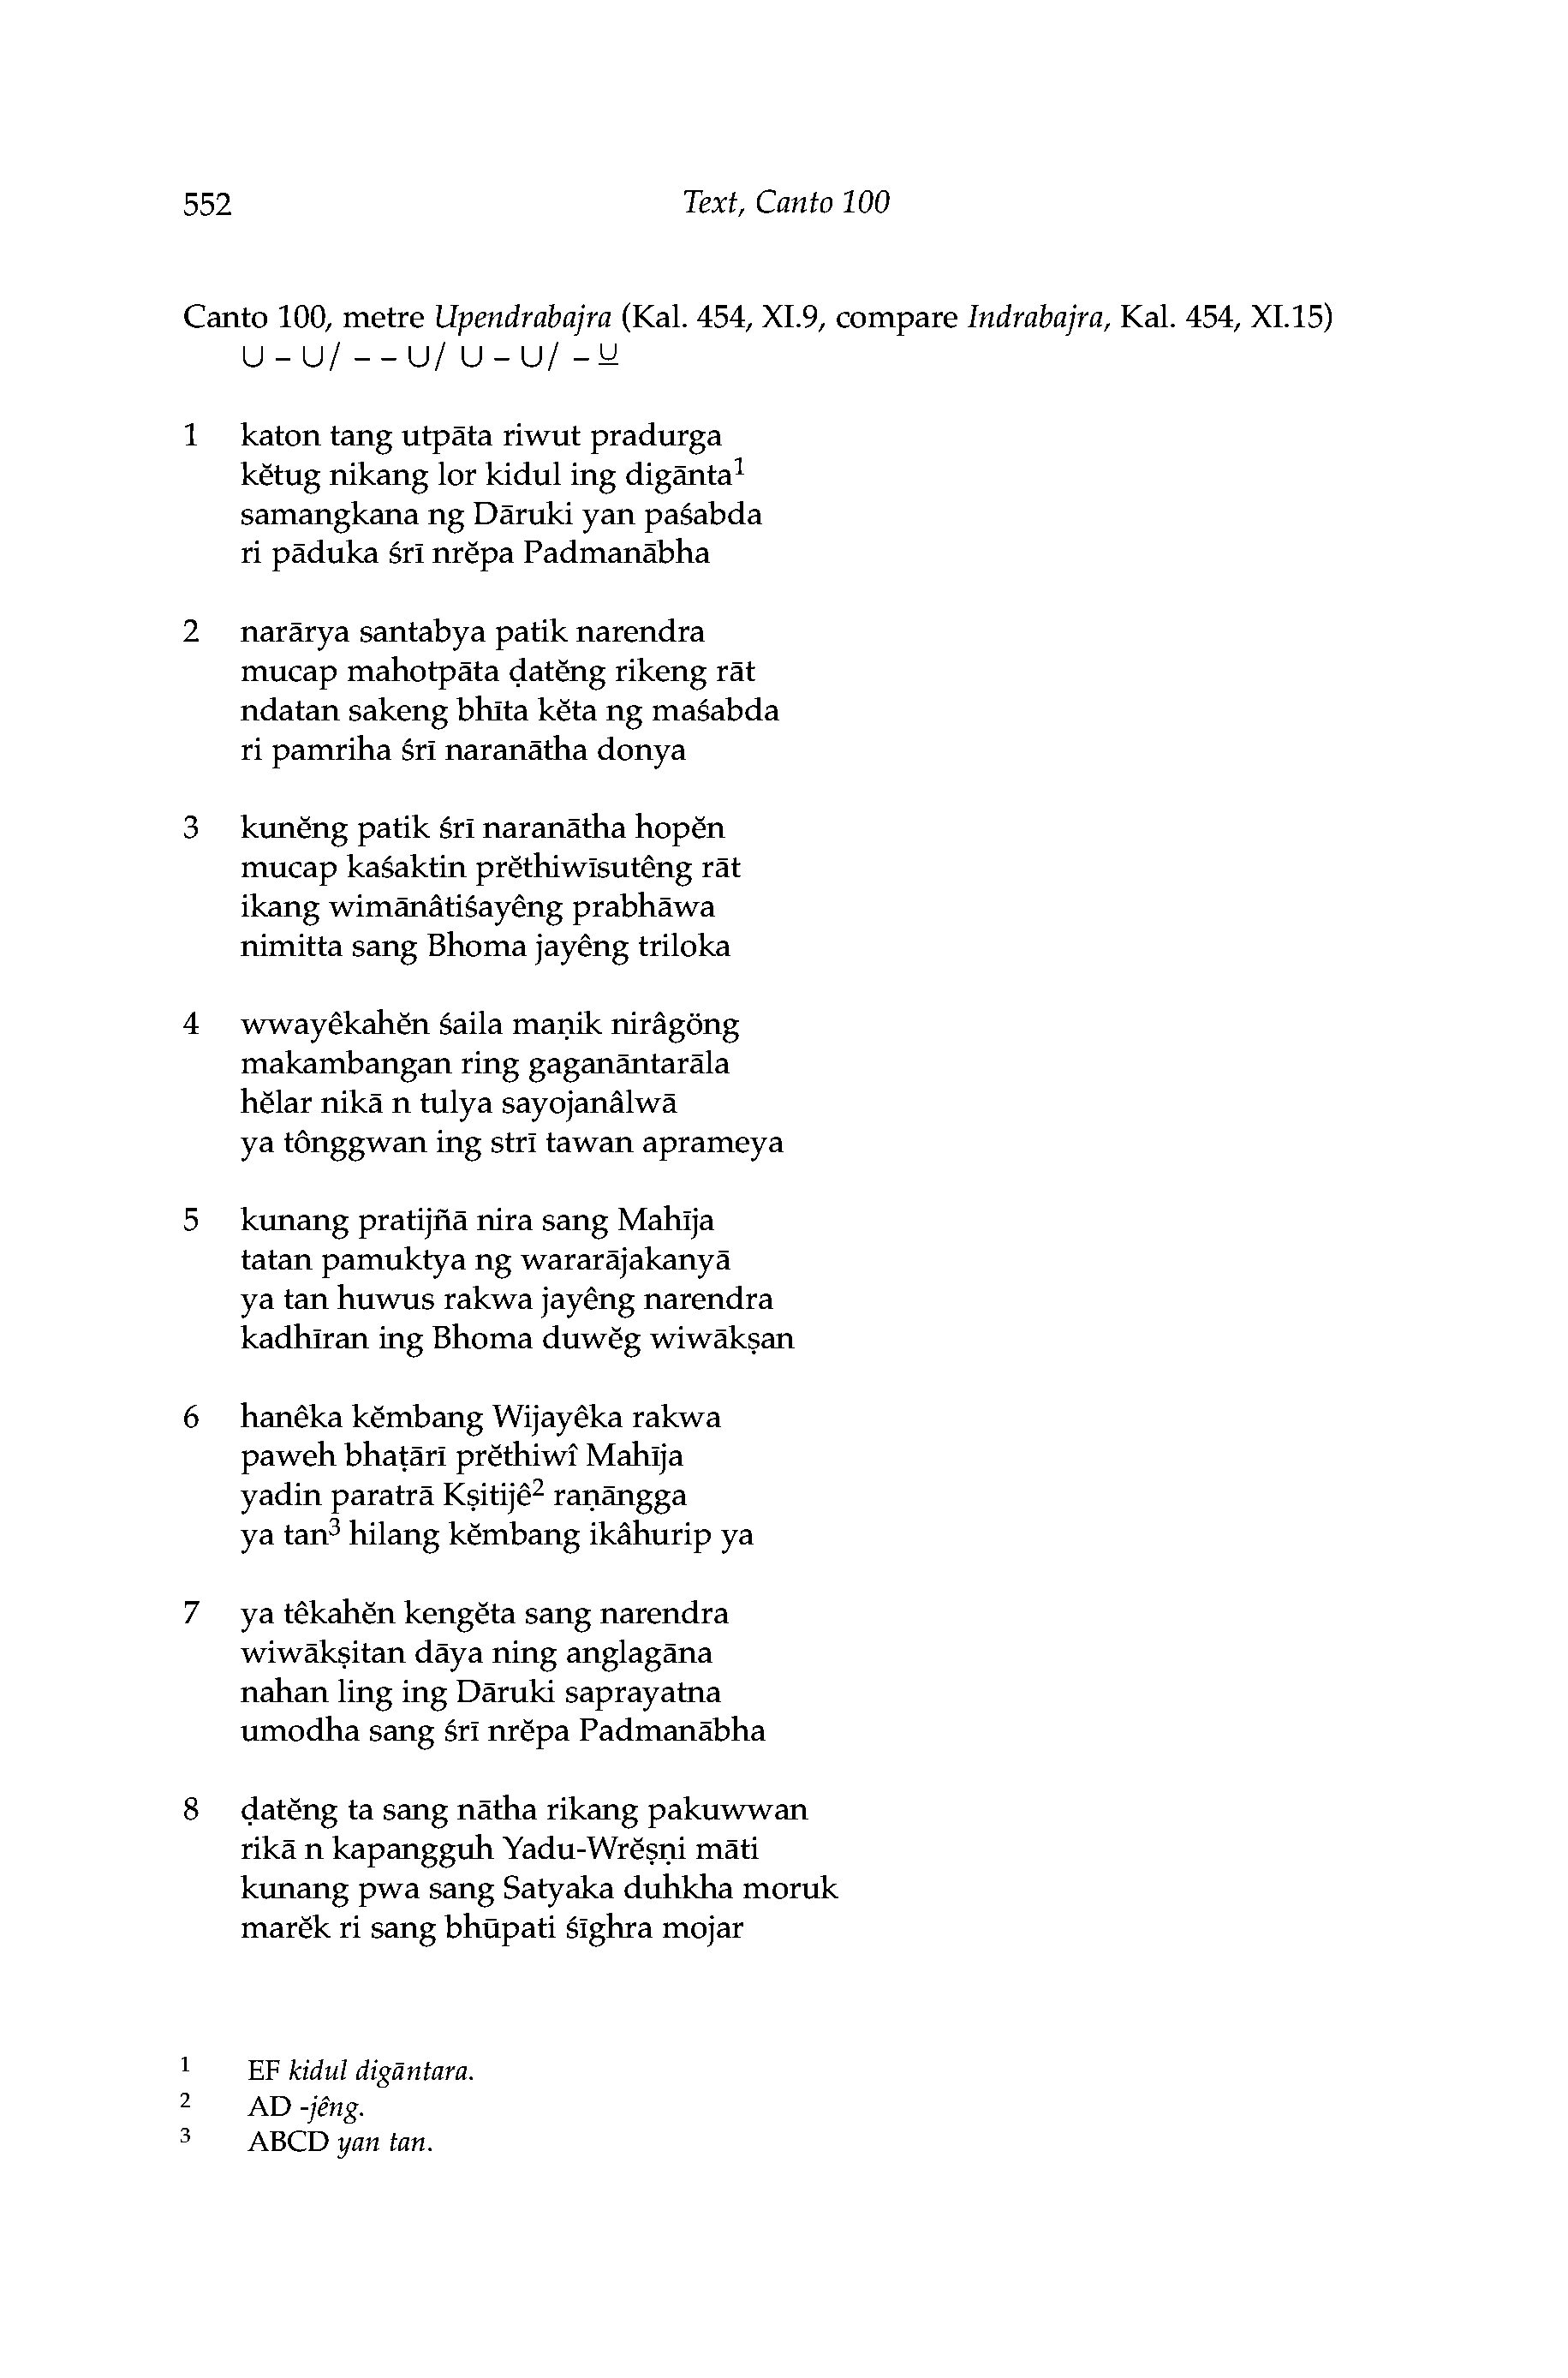 552 Text, Canto 100
Canto 100, metre Upendrabajra (Kal. 454, XI.9, compare Indrabajra, Kal. 454, XI.15)
∪ – ∪/ – – ∪/ ∪ – ∪/ – ∪̲
1 katon tang utpāta riwut pradurga
kĕtug nikang lor kidul ing digānta¹
samangkana ng Dāruki yan paśabda
ri pāduka śrī nrĕpa Padmanābha
2 narārya santabya patik narendra
mucap mahotpāta ḍatĕng rikeng rāt
ndatan sakeng bhīta kĕta ng maśabda
ri pamriha śrī naranātha donya
3 kunĕng patik śrī naranātha hopĕn
mucap kaśaktin prĕthiwīsutêng rāt
ikang wimānâtiśayêng prabhāwa
nimitta sang Bhoma jayêng triloka
4 wwayêkahĕn śaila maṇik nirâgöng
makambangan ring gaganāntarāla
hĕlar nikā n tulya sayojanâlwā
ya tônggwan ing strī tawan aprameya
5 kunang pratijñā nira sang Mahīja
tatan pamuktya ng wararājakanyā
ya tan huwus rakwa jayêng narendra
kadhīran ing Bhoma duwĕg wiwākṣan
6 hanêka kĕmbang Wijayêka rakwa
paweh bhaṭārī prĕthiwî Mahīja
yadin paratrā Kṣitijê² raṇāngga
ya tan³ hilang kĕmbang ikâhurip ya
7 ya têkahĕn kengĕta sang narendra
wiwākṣitan dāya ning anglagāna
nahan ling ing Dāruki saprayatna
umodha sang śrī nrĕpa Padmanābha
8 ḍatĕng ta sang nātha rikang pakuwwan
rikā n kapangguh Yadu-Wrĕṣṇi māti
kunang pwa sang Satyaka duhkha moruk
marĕk ri sang bhūpati śīghra mojar
1 EF kidul digāntara.
2 AD -jêng.
3 ABCD yan tan.